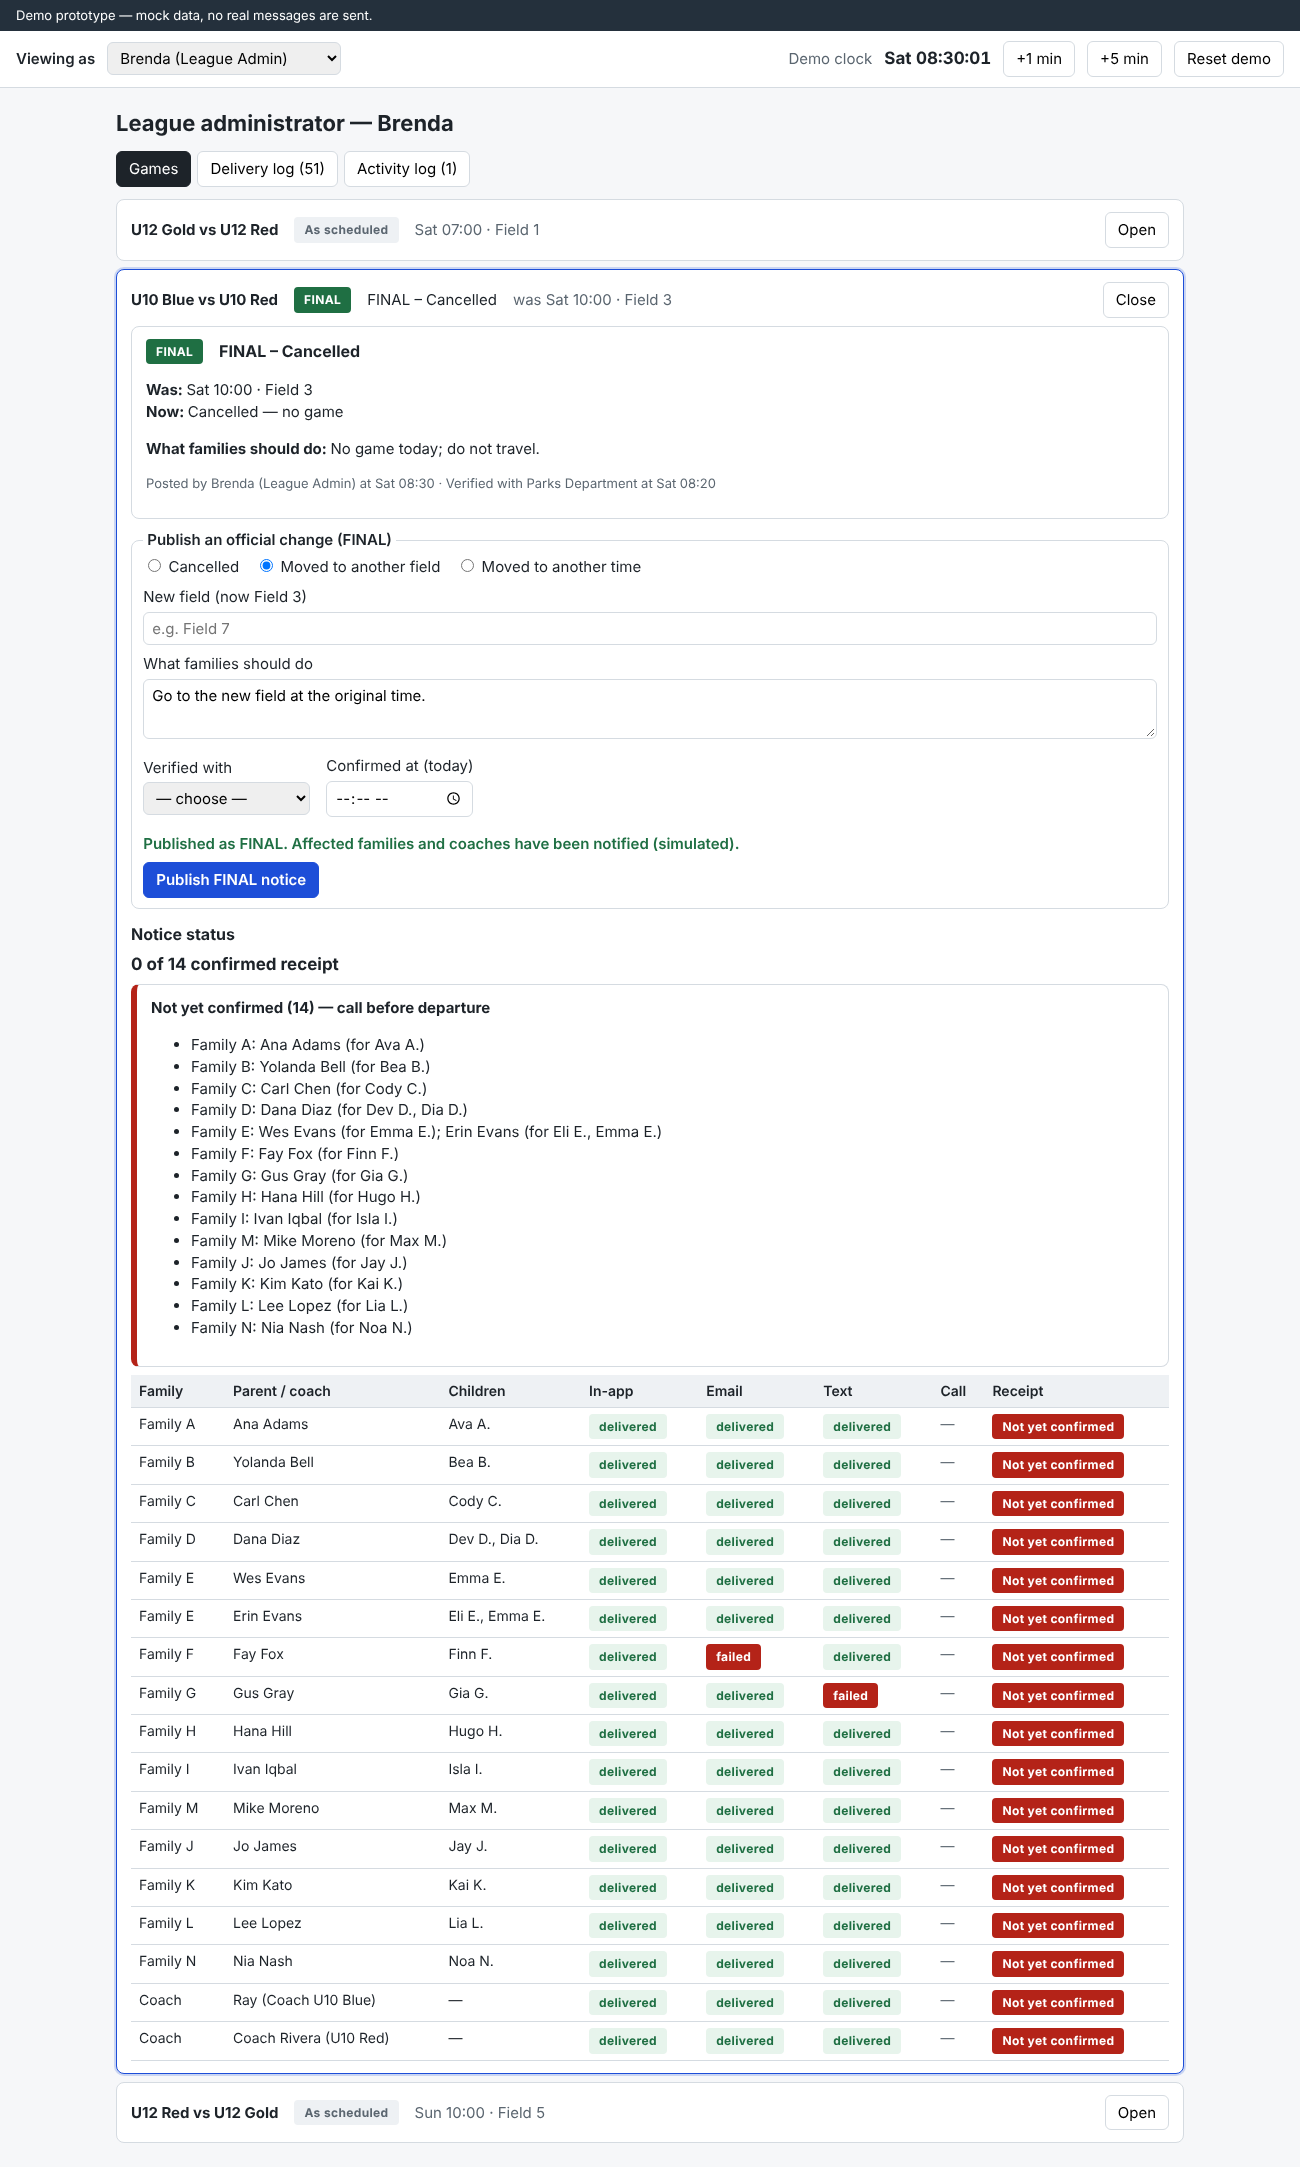 Demo prototype — mock data, no real messages are sent.
Viewing as Brenda (League Admin) Demo clock Sat 08:30:01 +1 min +5 min Reset demo
League administrator — Brenda
Games Delivery log (51) Activity log (1)
U12 Gold vs U12 Red As scheduled Sat 07:00 · Field 1 Open
U10 Blue vs U10 Red FINAL FINAL – Cancelled was Sat 10:00 · Field 3 Close
FINAL FINAL – Cancelled
Was: Sat 10:00 · Field 3
Now: Cancelled — no game
What families should do: No game today; do not travel.
Posted by Brenda (League Admin) at Sat 08:30 · Verified with Parks Department at Sat 08:20
Publish an official change (FINAL)
Cancelled Moved to another field Moved to another time
New field (now Field 3)
e.g. Field 7
What families should do
Go to the new field at the original time.
Verified with Confirmed at (today)
— choose — --:-- --
Published as FINAL. Affected families and coaches have been notified (simulated).
Publish FINAL notice
Notice status
0 of 14 confirmed receipt
Not yet confirmed (14) — call before departure
• Family A: Ana Adams (for Ava A.)
• Family B: Yolanda Bell (for Bea B.)
• Family C: Carl Chen (for Cody C.)
• Family D: Dana Diaz (for Dev D., Dia D.)
• Family E: Wes Evans (for Emma E.); Erin Evans (for Eli E., Emma E.)
• Family F: Fay Fox (for Finn F.)
• Family G: Gus Gray (for Gia G.)
• Family H: Hana Hill (for Hugo H.)
• Family I: Ivan Iqbal (for Isla I.)
• Family M: Mike Moreno (for Max M.)
• Family J: Jo James (for Jay J.)
• Family K: Kim Kato (for Kai K.)
• Family L: Lee Lopez (for Lia L.)
• Family N: Nia Nash (for Noa N.)
Family Parent / coach Children In-app Email Text Call Receipt
Family A Ana Adams Ava A. delivered delivered delivered — Not yet confirmed
Family B Yolanda Bell Bea B. delivered delivered delivered — Not yet confirmed
Family C Carl Chen Cody C. delivered delivered delivered — Not yet confirmed
Family D Dana Diaz Dev D., Dia D. delivered delivered delivered — Not yet confirmed
Family E Wes Evans Emma E. delivered delivered delivered — Not yet confirmed
Family E Erin Evans Eli E., Emma E. delivered delivered delivered — Not yet confirmed
Family F Fay Fox Finn F. delivered failed delivered — Not yet confirmed
Family G Gus Gray Gia G. delivered delivered failed — Not yet confirmed
Family H Hana Hill Hugo H. delivered delivered delivered — Not yet confirmed
Family I Ivan Iqbal Isla I. delivered delivered delivered — Not yet confirmed
Family M Mike Moreno Max M. delivered delivered delivered — Not yet confirmed
Family J Jo James Jay J. delivered delivered delivered — Not yet confirmed
Family K Kim Kato Kai K. delivered delivered delivered — Not yet confirmed
Family L Lee Lopez Lia L. delivered delivered delivered — Not yet confirmed
Family N Nia Nash Noa N. delivered delivered delivered — Not yet confirmed
Coach Ray (Coach U10 Blue) — delivered delivered delivered — Not yet confirmed
Coach Coach Rivera (U10 Red) — delivered delivered delivered — Not yet confirmed
U12 Red vs U12 Gold As scheduled Sun 10:00 · Field 5 Open